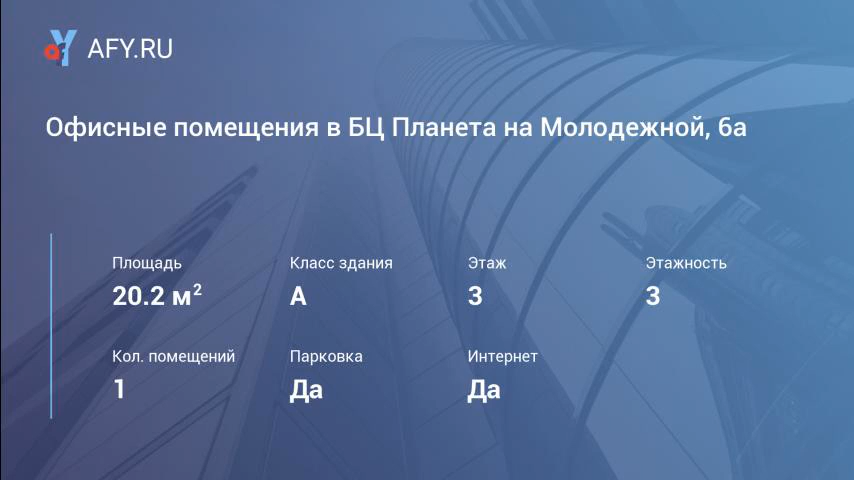 AFY.RU
Офисные помещения в БЦ Планета на Молодежной, 6а
Площадь Класс здания Этаж Этажность
20.2 м² А 3 3
Кол. помещений Парковка Интернет
1 Да Да